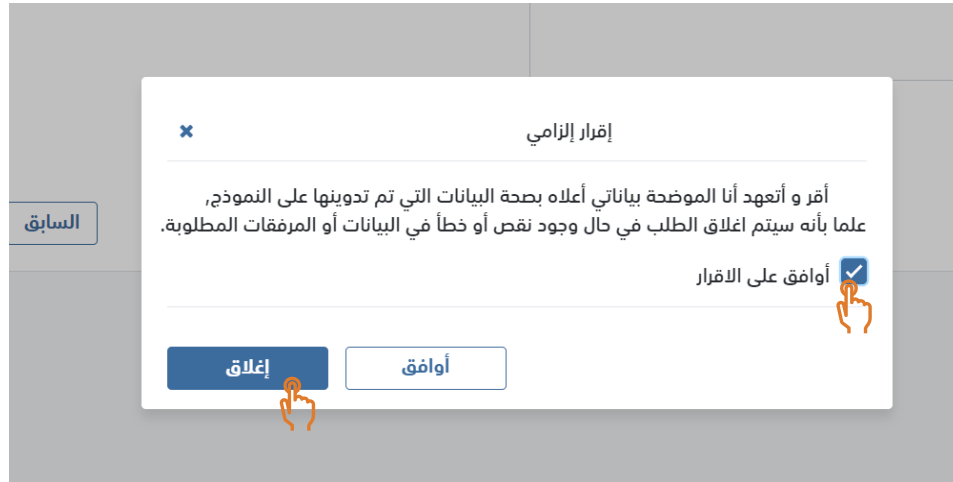 إقرار إلزامي
أقر و أتعهد أنا الموضحة بياناتي أعلاه بصحة البيانات التي تم تدوينها على النموذج,
علما بأنه سيتم اغلاق الطلب في حال وجود نقص أو خطأ في البيانات أو المرفقات المطلوبة.
أوافق على الاقرار
أوافق
إغلاق
السابق